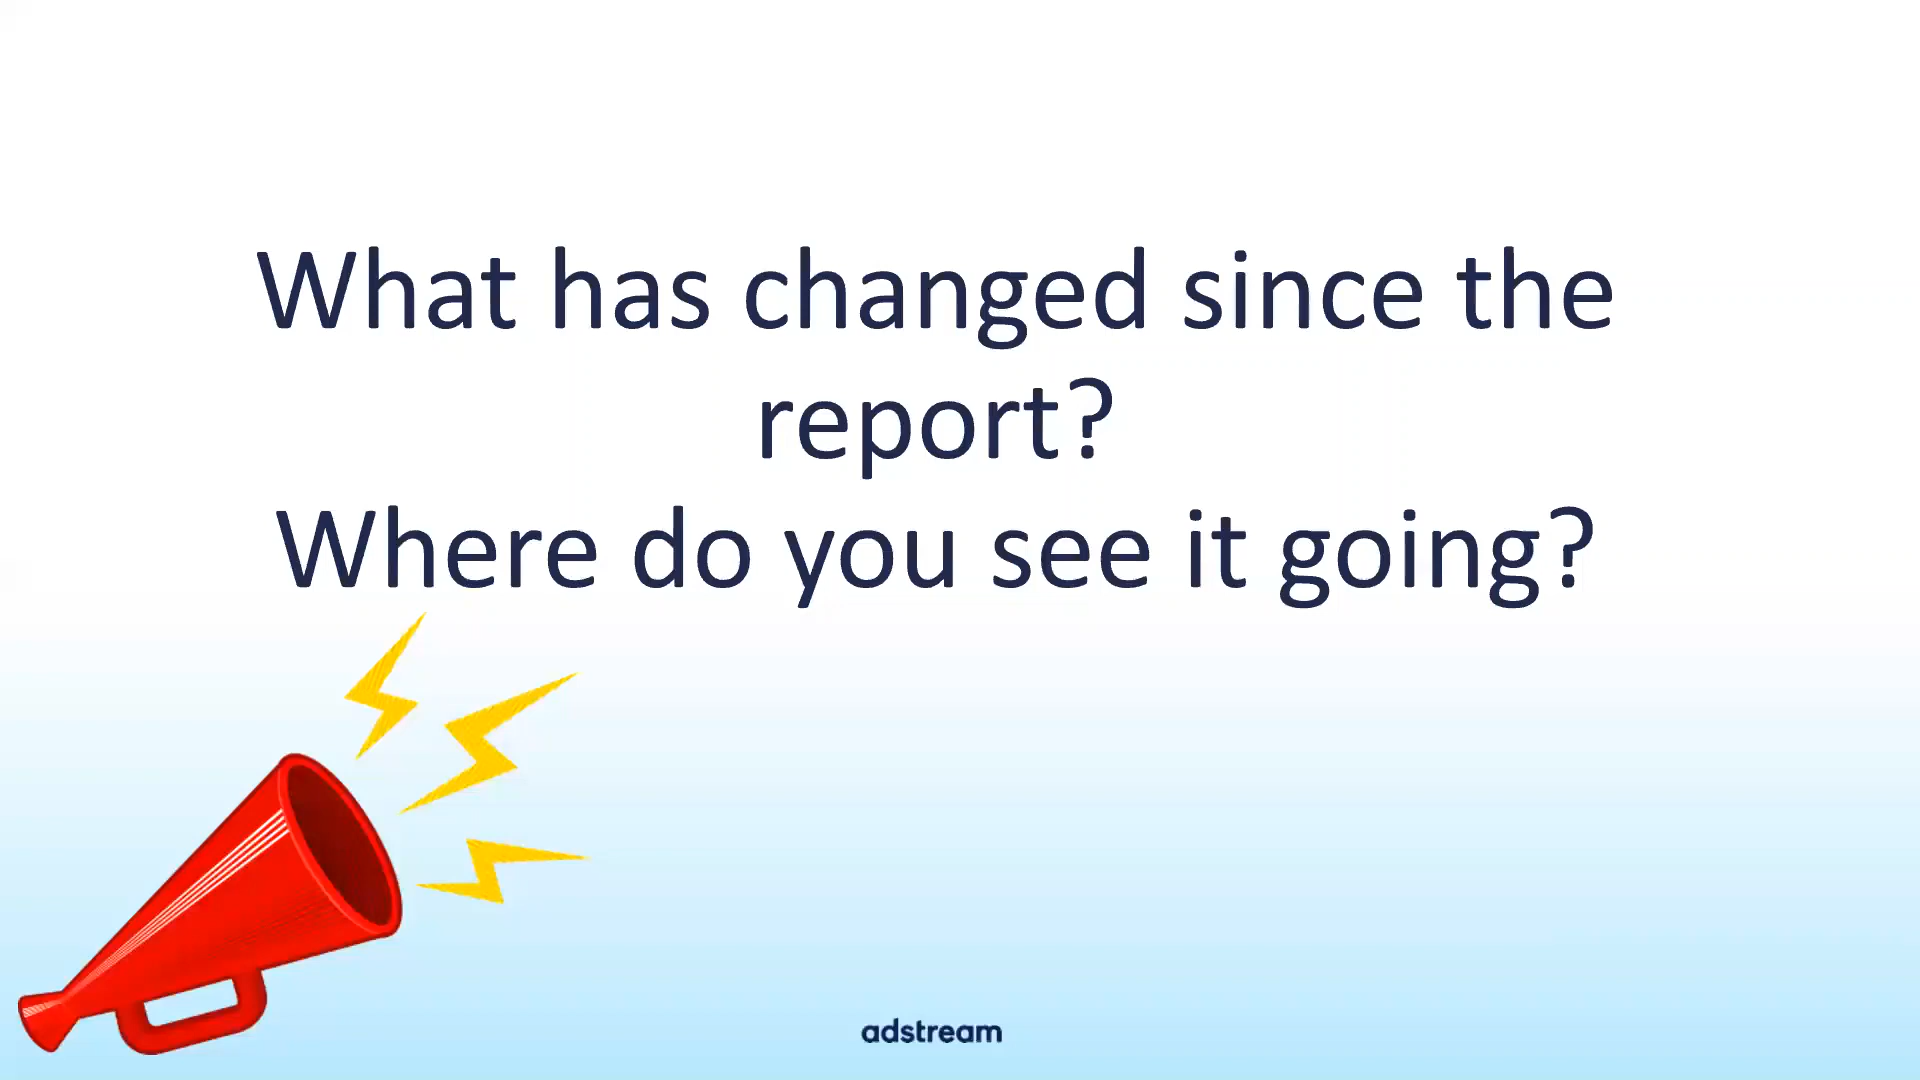 What has changed since the
report?
Where do you see it going?
adstream